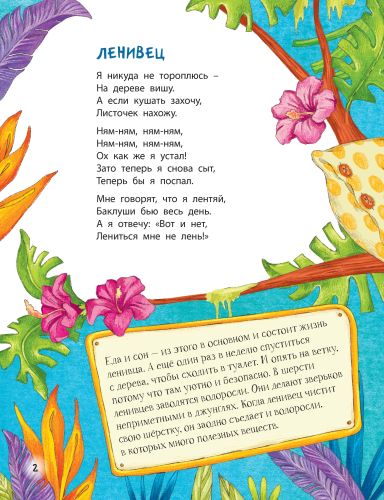 ЛЕНИВЕЦ
Я никуда не тороплюсь –
На дереве вишу.
А если кушать захочу,
Листочек нахожу.
Ням-ням, ням-ням,
Ням-ням, ням-ням,
Ох как же я устал!
Зато теперь я снова сыт,
Теперь бы я поспал.
Мне говорят, что я лентяй,
Баклуши бью весь день.
А я отвечу: «Вот и нет,
Лениться мне не лень!»
Еда и сон — из этого в основном и состоит жизнь
ленивца. А ещё один раз в неделю спуститься
с дерева, чтобы сходить в туалет. И опять на ветку,
потому что там уютно и безопасно. В шерсти
ленивцев заводятся водоросли. Они делают зверьков
неприметными в джунглях. Когда ленивец чистит
свою шёрстку, он заодно съедает и водоросли,
в которых много полезных веществ.
2